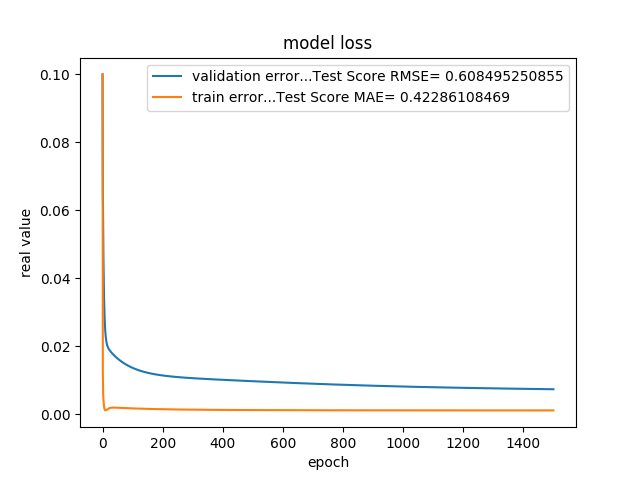 model loss
validation error...Test Score RMSE= 0.608495250855
train error...Test Score MAE= 0.42286108469
0.10
0.08
0.06
0.04
0.02
0.00
real value
0 200 400 600 800 1000 1200 1400
epoch